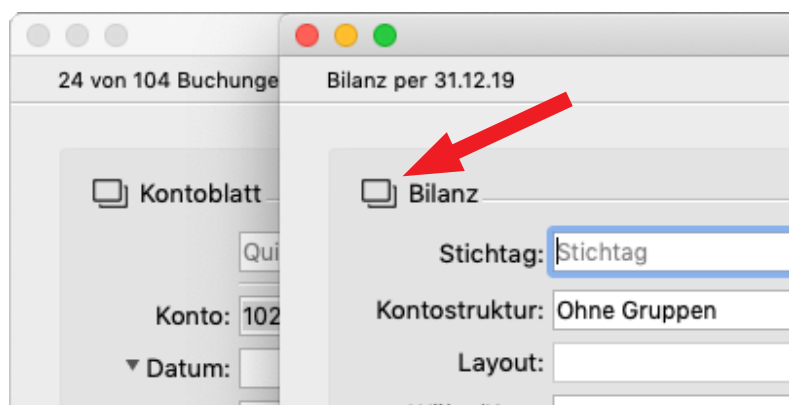 24 von 104 Buchunge
Kontoblatt
Qui
Konto: 102
Datum:
Bilanz per 31.12.19
Bilanz
Stichtag: Stichtag
Kontostruktur: Ohne Gruppen
Layout: